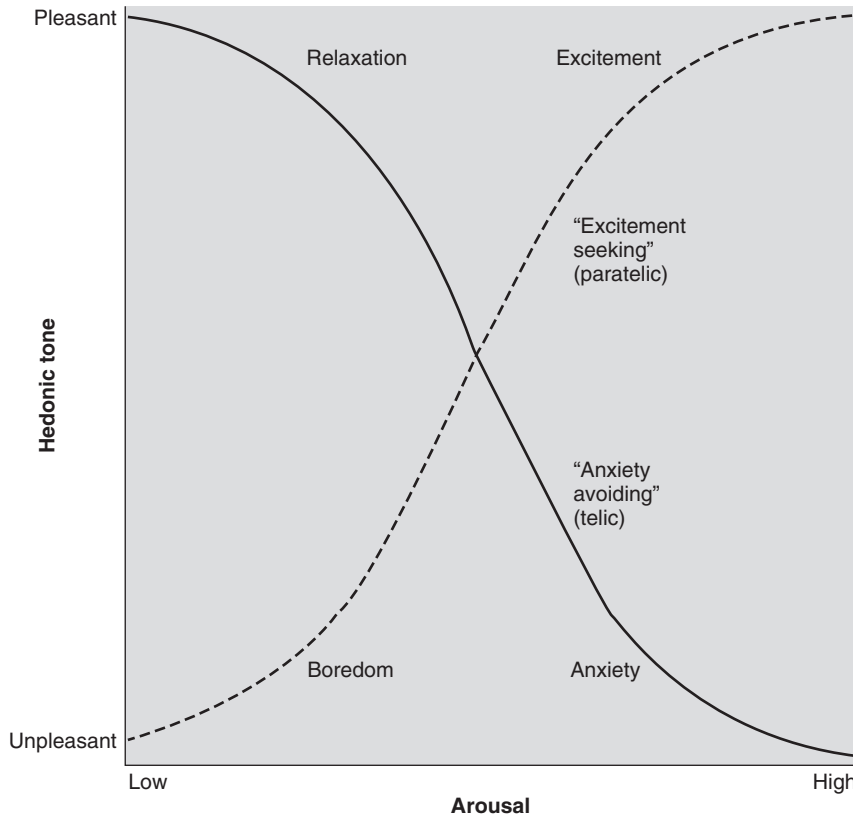 Pleasant
Relaxation
Excitement
“Excitement
seeking”
(paratelic)
Hedonic tone
“Anxiety
avoiding”
(telic)
Boredom
Anxiety
Unpleasant
Low
High
Arousal